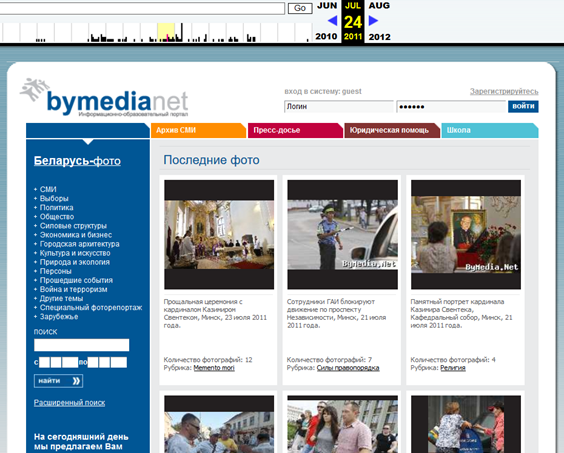 Go
JUN JUL AUG
24
2010 2011 2012
bymedianet
Информационно-образовательный портал
вход в систему: guest
Зарегистрируйтесь
Логин
войти
Архив СМИ
Пресс-досье
Юридическая помощь
Школа
Беларусь-фото
Последние фото
СМИ
Выборы
Политика
Общество
Силовые структуры
Экономика и бизнес
Городская архитектура
Культура и искусство
Природа и экология
Персоны
Прошедшие события
Война и терроризм
Другие темы
Специальный фоторепортаж
Зарубежье
поиск
с по
найти
Расширенный поиск
На сегодняшний день
мы предлагаем Вам
ByMedia.Net
ByMedia.Net
Прощальная церемония с
кардиналом Казимиром
Свентеком, Минск, 23 июля 2011
года.
Количество фотографий: 12
Рубрика: Memento mori
Сотрудники ГАИ блокируют
движение по проспекту
Независимости, Минск, 21 июля
2011 года.
Количество фотографий: 7
Рубрика: Силы правопорядка
Памятный портрет кардинала
Казимира Свентека,
Кафедральный собор, Минск, 21
июля 2011 года.
Количество фотографий: 4
Рубрика: Религия